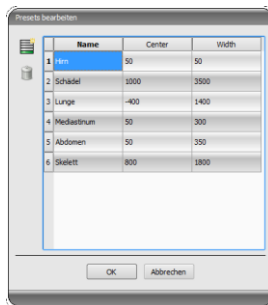 Presets bearbeiten
Name Center Width
1 Hirn 50 50
2 Schädel 1000 3500
3 Lunge -400 1400
4 Mediastinum 50 300
5 Abdomen 50 350
6 Skelett 800 1800
OK Abbrechen